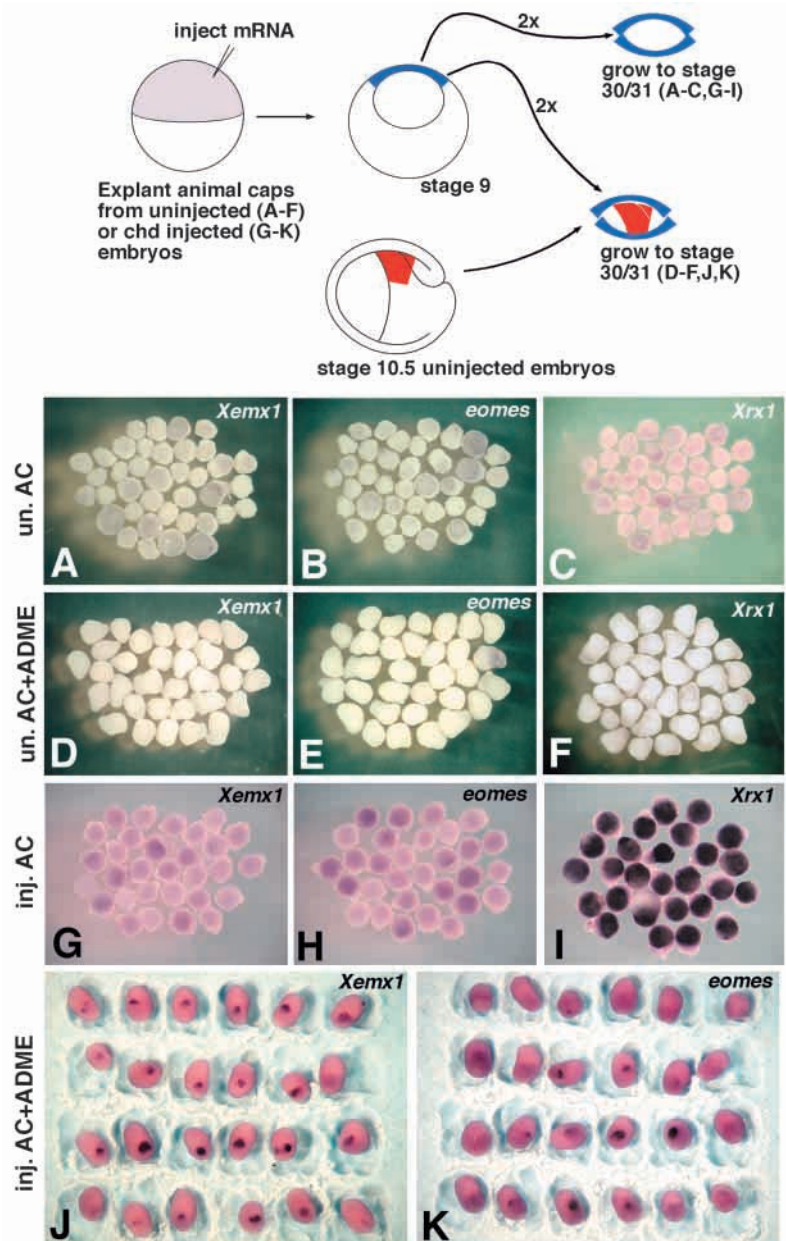 inject mRNA
2x
grow to stage
30/31 (A-C,G-I)
2x
stage 9
Explant animal caps
from uninjected (A-F)
or chd injected (G-K)
embryos
grow to stage
30/31 (D-F,J,K)
stage 10.5 uninjected embryos
un. AC
Xemx1
A
eomes
B
Xrx1
C
un. AC+ADME
Xemx1
D
eomes
E
Xrx1
F
inj. AC
Xemx1
G
eomes
H
Xrx1
I
inj. AC+ADME
Xemx1
J
eomes
K